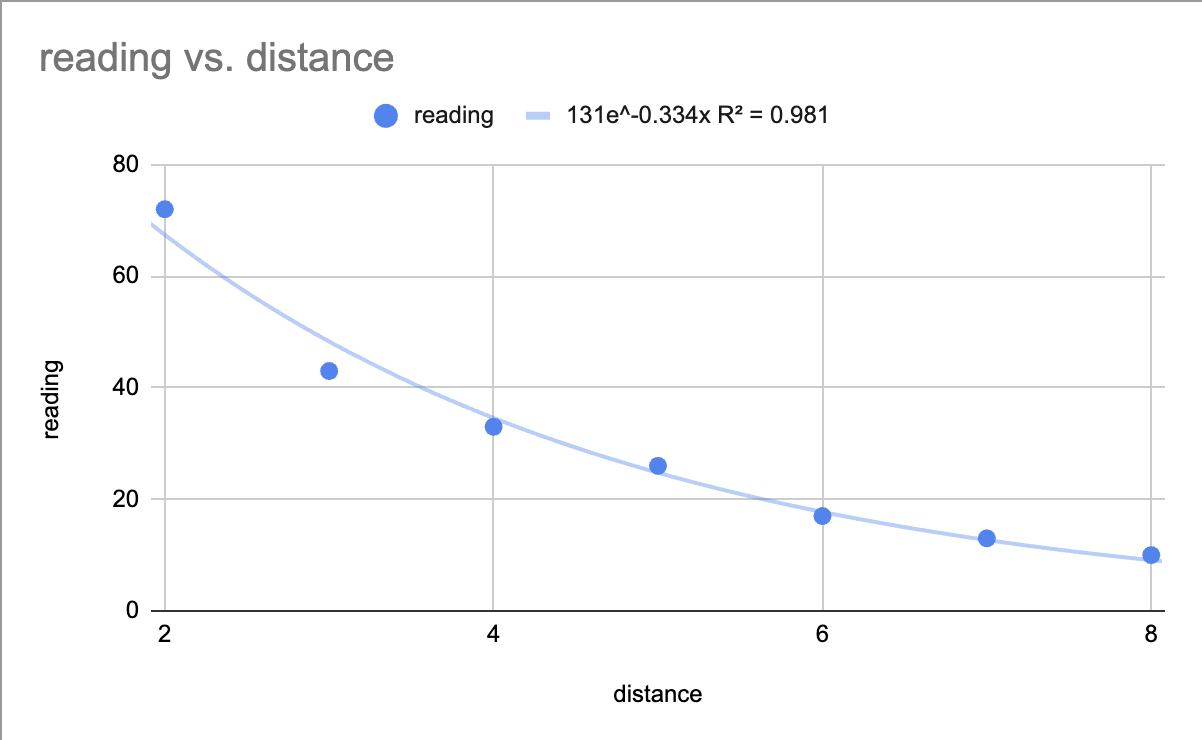 reading vs. distance
reading 131e^-0.334x R² = 0.981
80
60
40
20
0
reading
2 4 6 8
distance